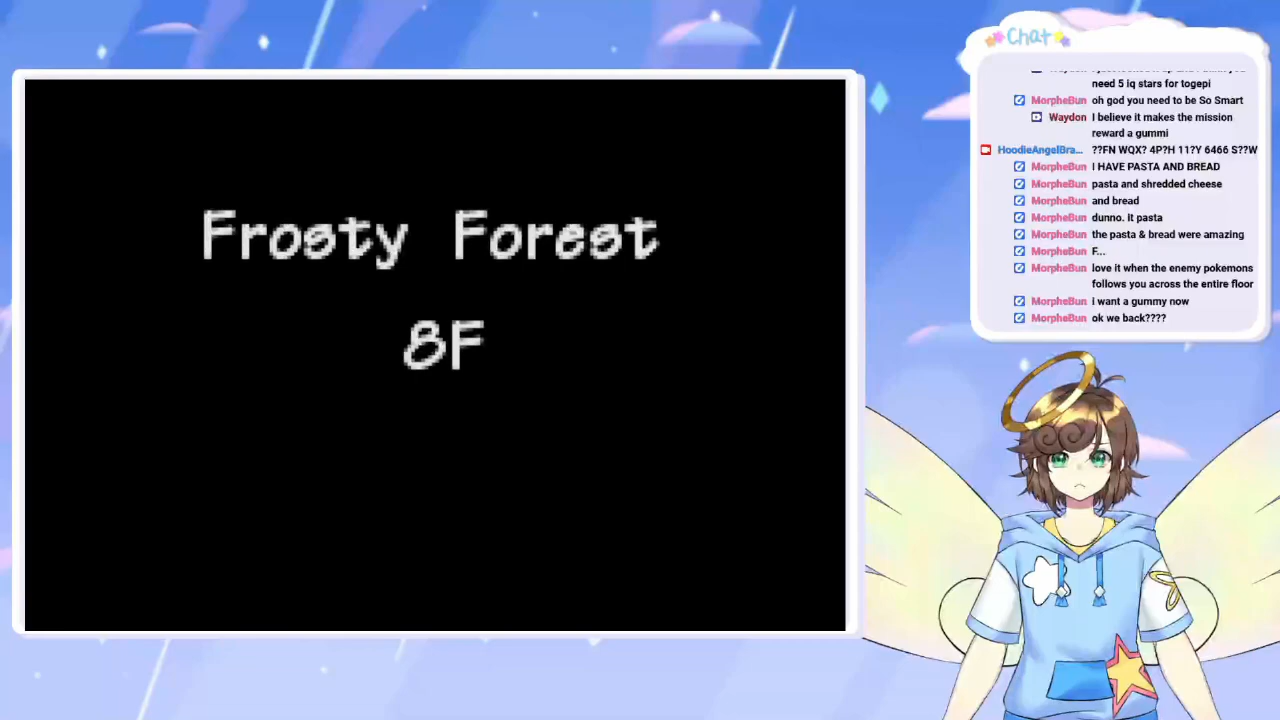 Frosty Forest
8F
Chat
need 5 iq stars for togepi
MorpheBun oh god you need to be So Smart
Waydon I believe it makes the mission
reward a gummi
HoodieAngelBra... ??FN WQX? 4P?H 11?Y 6466 S??W
MorpheBun I HAVE PASTA AND BREAD
MorpheBun pasta and shredded cheese
MorpheBun and bread
MorpheBun dunno. it pasta
MorpheBun the pasta & bread were amazing
MorpheBun F...
MorpheBun love it when the enemy pokemons
follows you across the entire floor
MorpheBun i want a gummy now
MorpheBun ok we back????